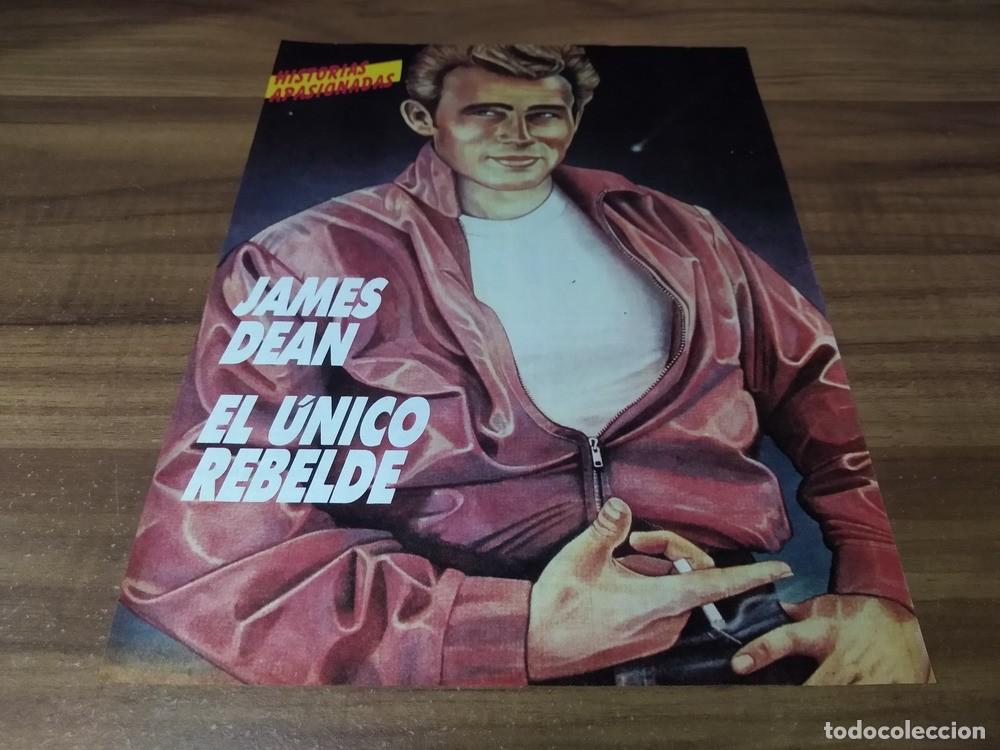 HISTORIAS
APASIONADAS
JAMES
DEAN
EL ÚNICO
REBELDE
todocoleccion